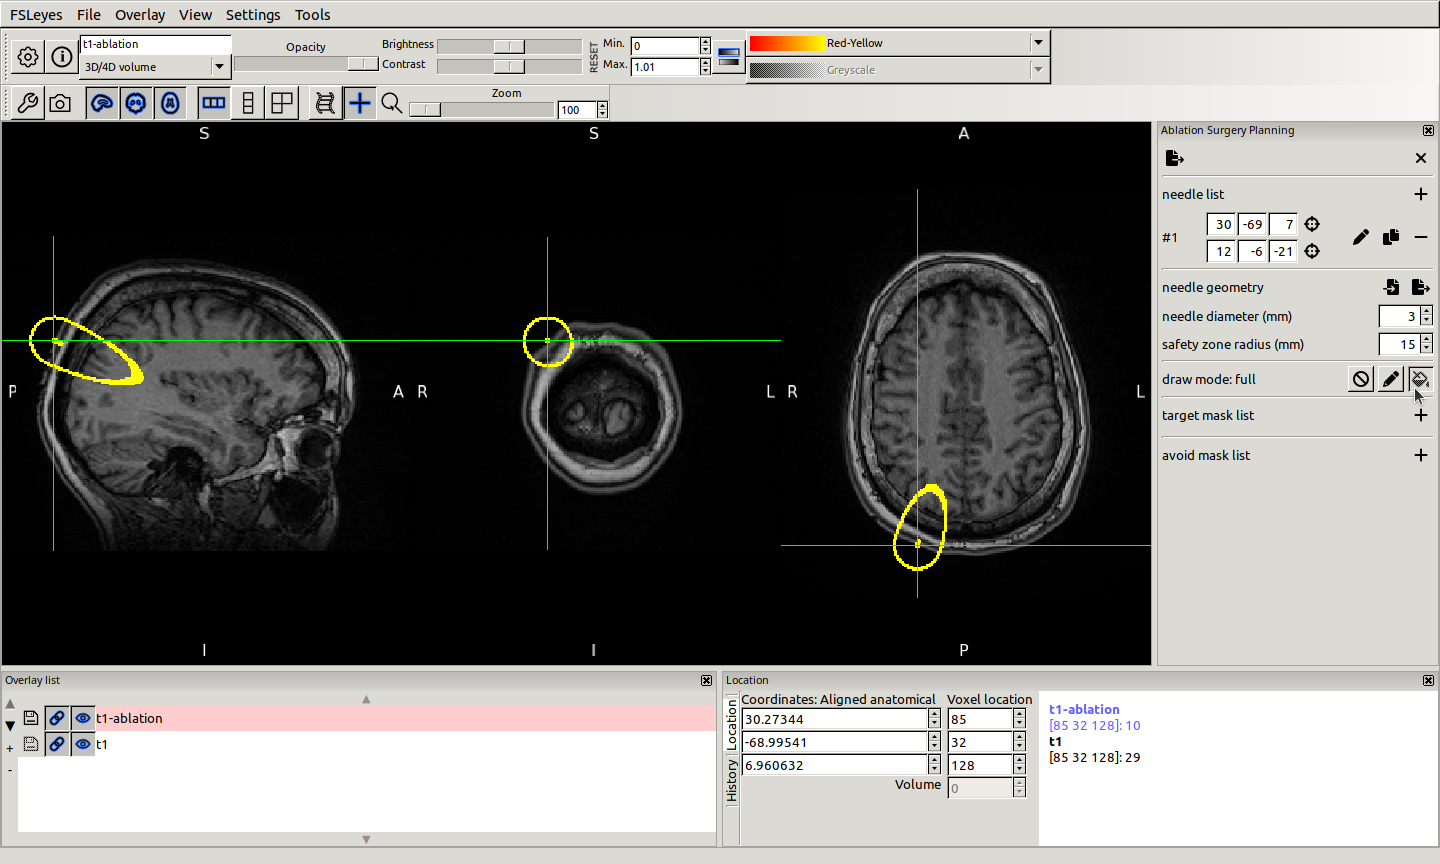 FSLeyes File Overlay View Settings Tools
t1-ablation
3D/4D volume
Opacity
Brightness
Contrast
RESET
Min. 0
Max. 1.01
Red-Yellow
Greyscale
Zoom
100
S S A
P A R L R L
I I P
Ablation Surgery Planning
needle list
#1 30 -69 7
12 -6 -21
needle geometry
needle diameter (mm) 3
safety zone radius (mm) 15
draw mode: full
target mask list
avoid mask list
Overlay list
t1-ablation
t1
Location
Location
History
Coordinates: Aligned anatomical Voxel location
30.27344 85
-68.99541 32
6.960632 128
Volume 0
t1-ablation
[85 32 128]: 10
t1
[85 32 128]: 29